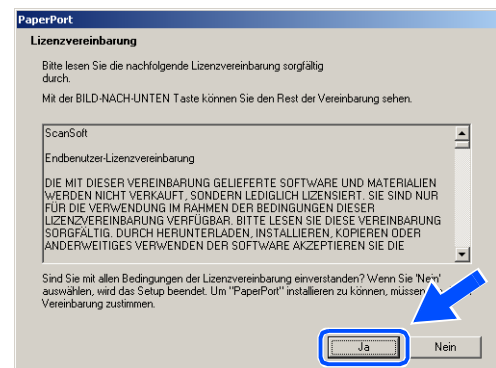 PaperPort
Lizenzvereinbarung
Bitte lesen Sie die nachfolgende Lizenzvereinbarung sorgfältig
durch.
Mit der BILD-NACH-UNTEN Taste können Sie den Rest der Vereinbarung sehen.
ScanSoft
Endbenutzer-Lizenzvereinbarung
DIE MIT DIESER VEREINBARUNG GELIEFERTE SOFTWARE UND MATERIALIEN
WERDEN NICHT VERKAUFT, SONDERN LEDIGLICH LIZENSIERT. SIE SIND NUR
FÜR DIE VERWENDUNG IM RAHMEN DER BEDINGUNGEN DIESER
LIZENZVEREINBARUNG VERFÜGBAR. BITTE LESEN SIE DIESE VEREINBARUNG
SORGFÄLTIG. DURCH HERUNTERLADEN, INSTALLIEREN, KOPIEREN ODER
ANDERWEITIGES VERWENDEN DER SOFTWARE AKZEPTIEREN SIE DIE
Sind Sie mit allen Bedingungen der Lizenzvereinbarung einverstanden? Wenn Sie 'Nein'
auswählen, wird das Setup beendet. Um "PaperPort" installieren zu können, müssen
Vereinbarung zustimmen.
Ja
Nein